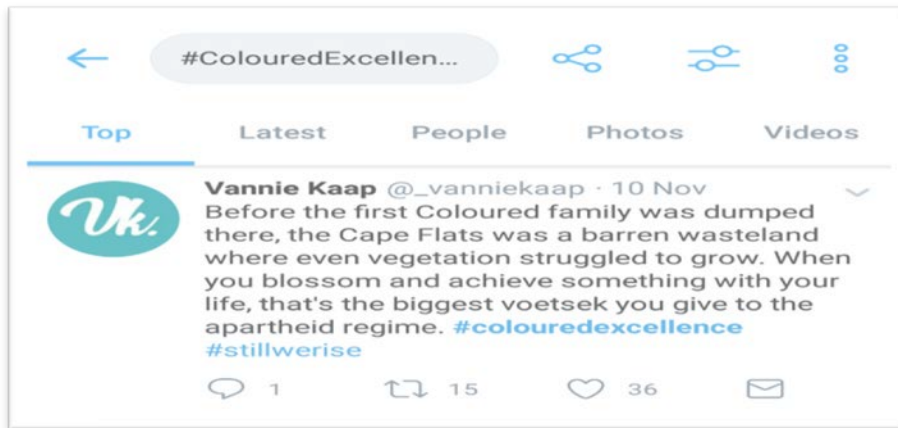 #ColouredExcellen...
Top Latest People Photos Videos
Vannie Kaap @_vanniekaap · 10 Nov
Vk.
Before the first Coloured family was dumped
there, the Cape Flats was a barren wasteland
where even vegetation struggled to grow. When
you blossom and achieve something with your
life, that's the biggest voetsek you give to the
apartheid regime. #colouredexcellence
#stillwerise
1 15 36